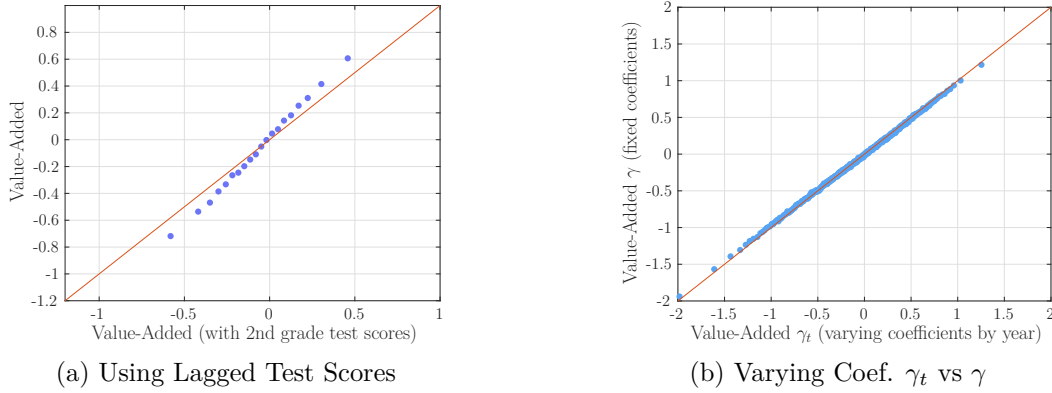 0.8
0.6
0.4
0.2
0
-0.2
-0.4
-0.6
-0.8
-1
-1.2
Value-Added
-1 -0.5 0 0.5 1
Value-Added (with 2nd grade test scores)
(a) Using Lagged Test Scores
2
1.5
1
0.5
0
-0.5
-1
-1.5
-2
Value-Added γ (fixed coefficients)
-2 -1.5 -1 -0.5 0 0.5 1 1.5 2
Value-Added γt (varying coefficients by year)
(b) Varying Coef. γt vs γ